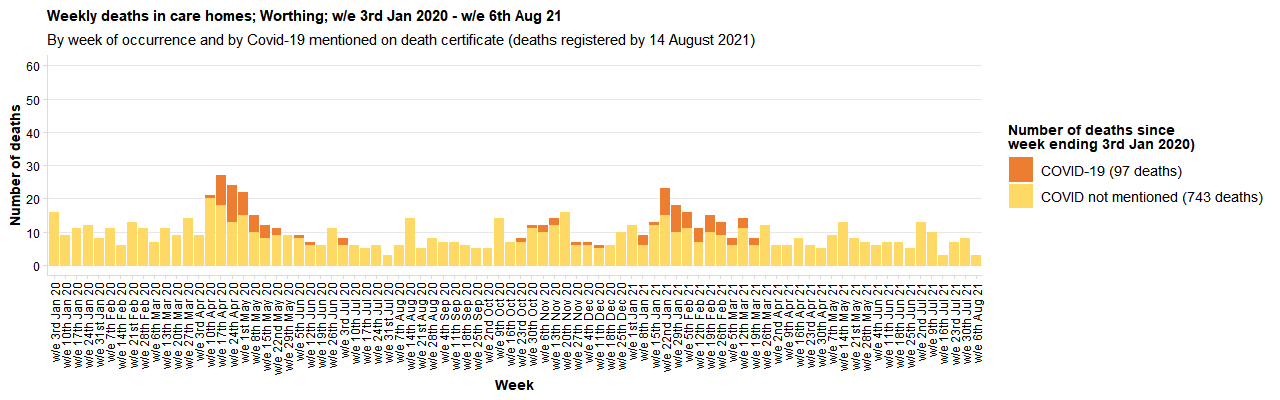 Weekly deaths in care homes; Worthing; w/e 3rd Jan 2020 - w/e 6th Aug 21
By week of occurrence and by Covid-19 mentioned on death certificate (deaths registered by 14 August 2021)
Number of deaths
60
50
40
30
20
10
0
w/e 3rd Jan 20
w/e 10th Jan 20
w/e 17th Jan 20
w/e 24th Jan 20
w/e 31st Jan 20
w/e 7th Feb 20
w/e 14th Feb 20
w/e 21st Feb 20
w/e 28th Feb 20
w/e 6th Mar 20
w/e 13th Mar 20
w/e 20th Mar 20
w/e 27th Mar 20
w/e 3rd Apr 20
w/e 10th Apr 20
w/e 17th Apr 20
w/e 24th Apr 20
w/e 1st May 20
w/e 8th May 20
w/e 15th May 20
w/e 22nd May 20
w/e 29th May 20
w/e 5th Jun 20
w/e 12th Jun 20
w/e 19th Jun 20
w/e 26th Jun 20
w/e 3rd Jul 20
w/e 10th Jul 20
w/e 17th Jul 20
w/e 24th Jul 20
w/e 31st Jul 20
w/e 7th Aug 20
w/e 14th Aug 20
w/e 21st Aug 20
w/e 28th Aug 20
w/e 4th Sep 20
w/e 11th Sep 20
w/e 18th Sep 20
w/e 25th Sep 20
w/e 2nd Oct 20
w/e 9th Oct 20
w/e 16th Oct 20
w/e 23rd Oct 20
w/e 30th Oct 20
w/e 6th Nov 20
w/e 13th Nov 20
w/e 20th Nov 20
w/e 27th Nov 20
w/e 4th Dec 20
w/e 11th Dec 20
w/e 18th Dec 20
w/e 25th Dec 20
w/e 1st Jan 21
w/e 8th Jan 21
w/e 15th Jan 21
w/e 22nd Jan 21
w/e 29th Jan 21
w/e 5th Feb 21
w/e 12th Feb 21
w/e 19th Feb 21
w/e 26th Feb 21
w/e 5th Mar 21
w/e 12th Mar 21
w/e 19th Mar 21
w/e 26th Mar 21
w/e 2nd Apr 21
w/e 9th Apr 21
w/e 16th Apr 21
w/e 23rd Apr 21
w/e 30th Apr 21
w/e 7th May 21
w/e 14th May 21
w/e 21st May 21
w/e 28th May 21
w/e 4th Jun 21
w/e 11th Jun 21
w/e 18th Jun 21
w/e 25th Jun 21
w/e 2nd Jul 21
w/e 9th Jul 21
w/e 16th Jul 21
w/e 23rd Jul 21
w/e 30th Jul 21
w/e 6th Aug 21
Week
Number of deaths since
week ending 3rd Jan 2020)
COVID-19 (97 deaths)
COVID not mentioned (743 deaths)